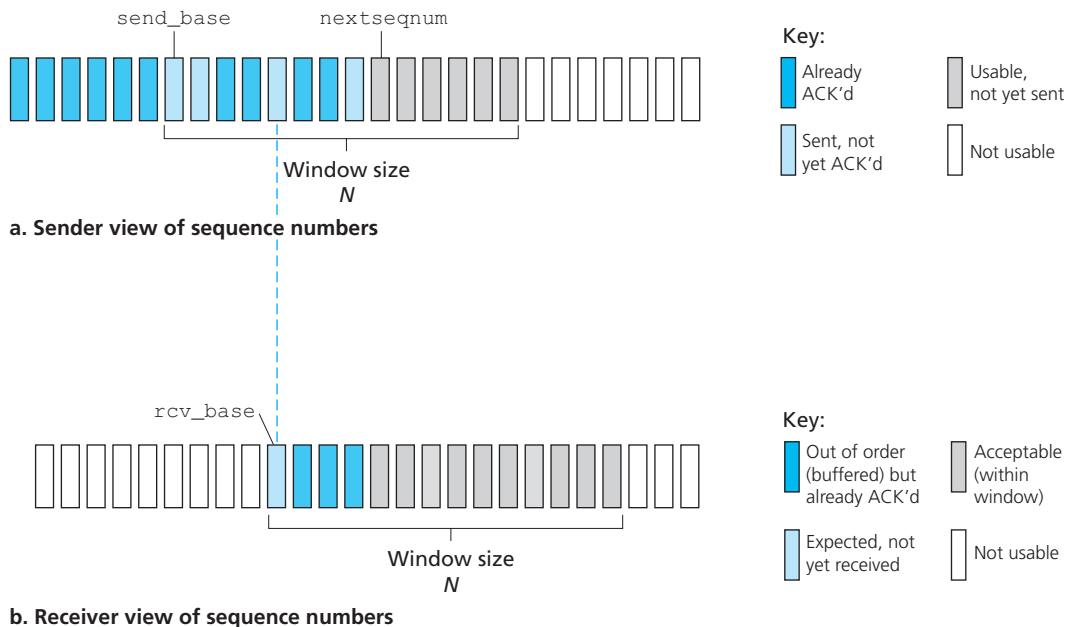 send_base
nextseqnum
Window size
N
a. Sender view of sequence numbers
Key:
Already
ACK’d
Usable,
not yet sent
Sent, not
yet ACK’d
Not usable
rcv_base
Window size
N
b. Receiver view of sequence numbers
Key:
Out of order
(buffered) but
already ACK’d
Acceptable
(within
window)
Expected, not
yet received
Not usable